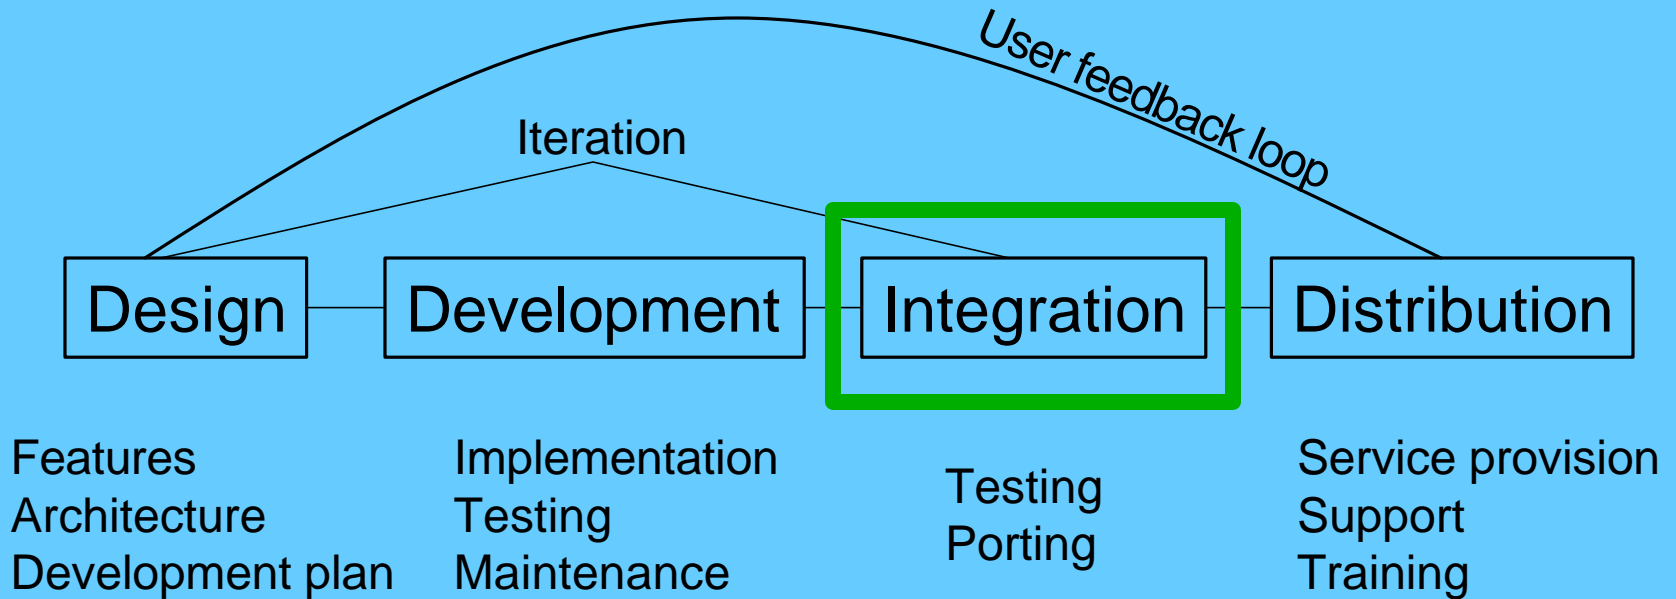 User feedback loop
Iteration
Design
Development
Integration
Distribution
Features
Architecture
Development plan
Implementation
Testing
Maintenance
Testing
Porting
Service provision
Support
Training